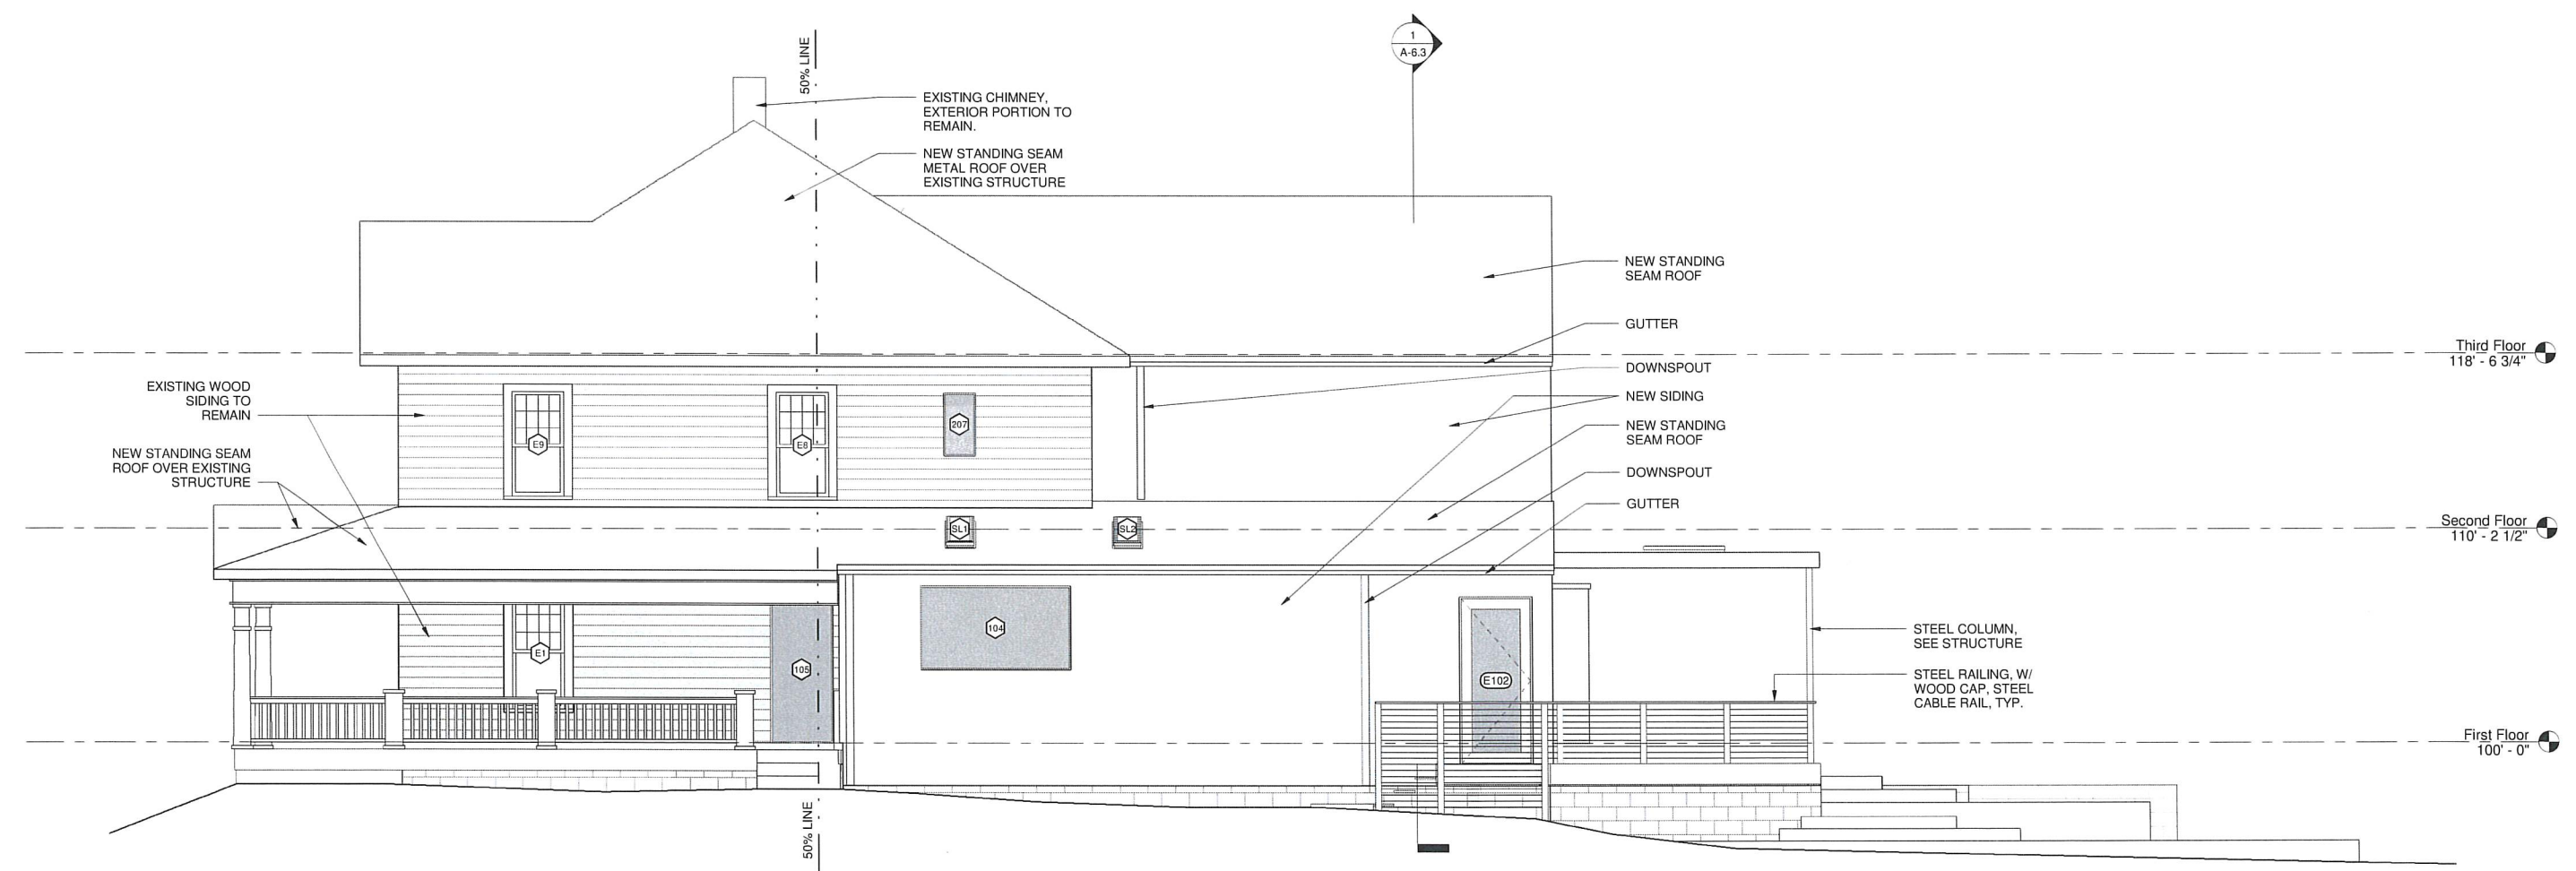 50% LINE
1
A-6.3
EXISTING CHIMNEY,
EXTERIOR PORTION TO
REMAIN.
NEW STANDING SEAM
METAL ROOF OVER
EXISTING STRUCTURE
NEW STANDING
SEAM ROOF
GUTTER
Third Floor
118' - 6 3/4"
DOWNSPOUT
NEW SIDING
NEW STANDING
SEAM ROOF
DOWNSPOUT
GUTTER
EXISTING WOOD
SIDING TO
REMAIN
NEW STANDING SEAM
ROOF OVER EXISTING
STRUCTURE
E9
E8
207
SL1
SL2
Second Floor
110' - 2 1/2"
E1
105
104
E102
STEEL COLUMN,
SEE STRUCTURE
STEEL RAILING, W/
WOOD CAP, STEEL
CABLE RAIL, TYP.
First Floor
100' - 0"
50% LINE